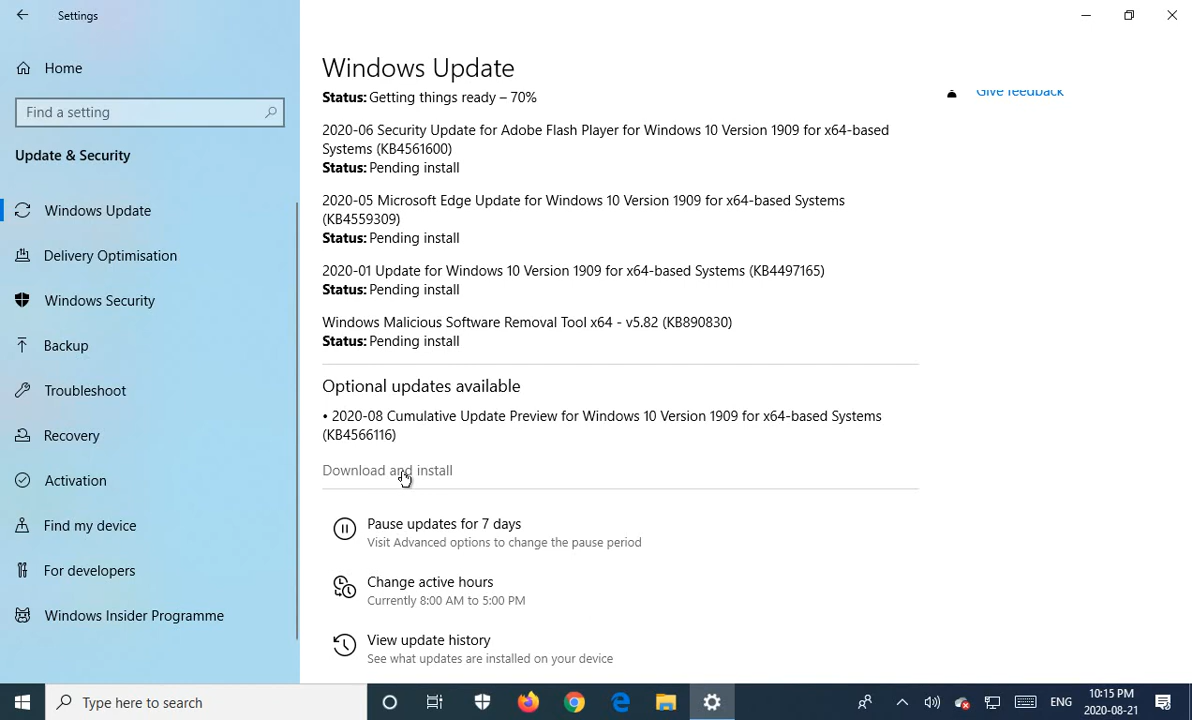 Settings
Home
Find a setting
Update & Security
Windows Update
Delivery Optimisation
Windows Security
Backup
Troubleshoot
Recovery
Activation
Find my device
For developers
Windows Insider Programme
Windows Update
Status: Getting things ready – 70%
2020-06 Security Update for Adobe Flash Player for Windows 10 Version 1909 for x64-based
Systems (KB4561600)
Status: Pending install
2020-05 Microsoft Edge Update for Windows 10 Version 1909 for x64-based Systems
(KB4559309)
Status: Pending install
2020-01 Update for Windows 10 Version 1909 for x64-based Systems (KB4497165)
Status: Pending install
Windows Malicious Software Removal Tool x64 - v5.82 (KB890830)
Status: Pending install
Optional updates available
• 2020-08 Cumulative Update Preview for Windows 10 Version 1909 for x64-based Systems
(KB4566116)
Download and install
Pause updates for 7 days
Visit Advanced options to change the pause period
Change active hours
Currently 8:00 AM to 5:00 PM
View update history
See what updates are installed on your device
Give feedback
Type here to search
ENG
10:15 PM
2020-08-21